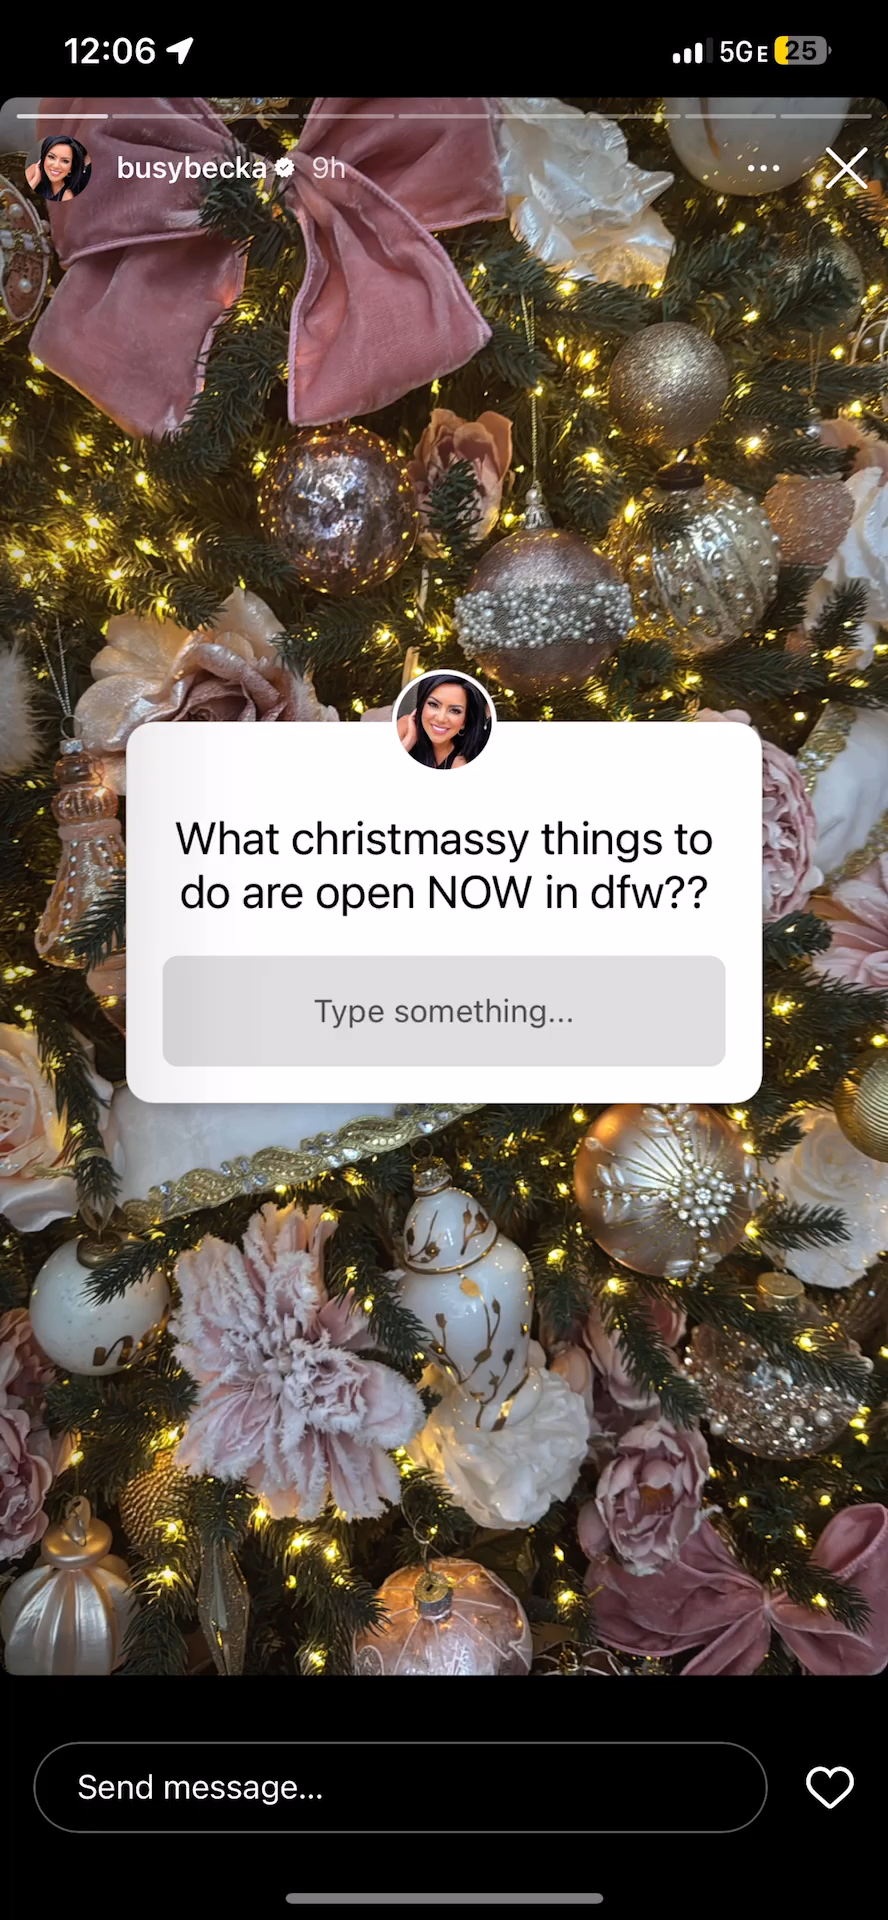 12:06
5GE
25
busybecka 9h
What christmassy things to
do are open NOW in dfw??
Type something...
Send message...